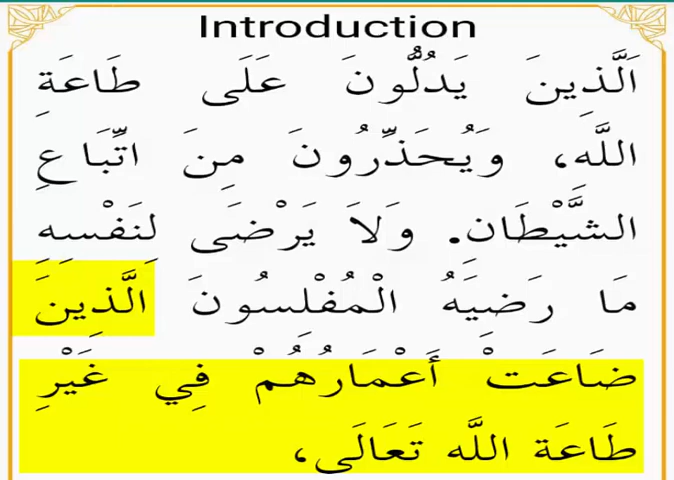 Introduction
اَلَّذِينَ يَدُلُّونَ عَلَى طَاعَةِ
اللَّه، وَيُحَذِّرُونَ مِنَ اتِّبَاعِ
الشَّيْطَانِ. وَلاَ يَرْضَى لِنَفْسِهِ
مَا رَضِيَهُ الْمُفْلِسُونَ الَّذِينَ
ضَاعَتْ أَعْمَارُهُمْ فِي غَيْرِ
طَاعَة اللَّه تَعَالَى،